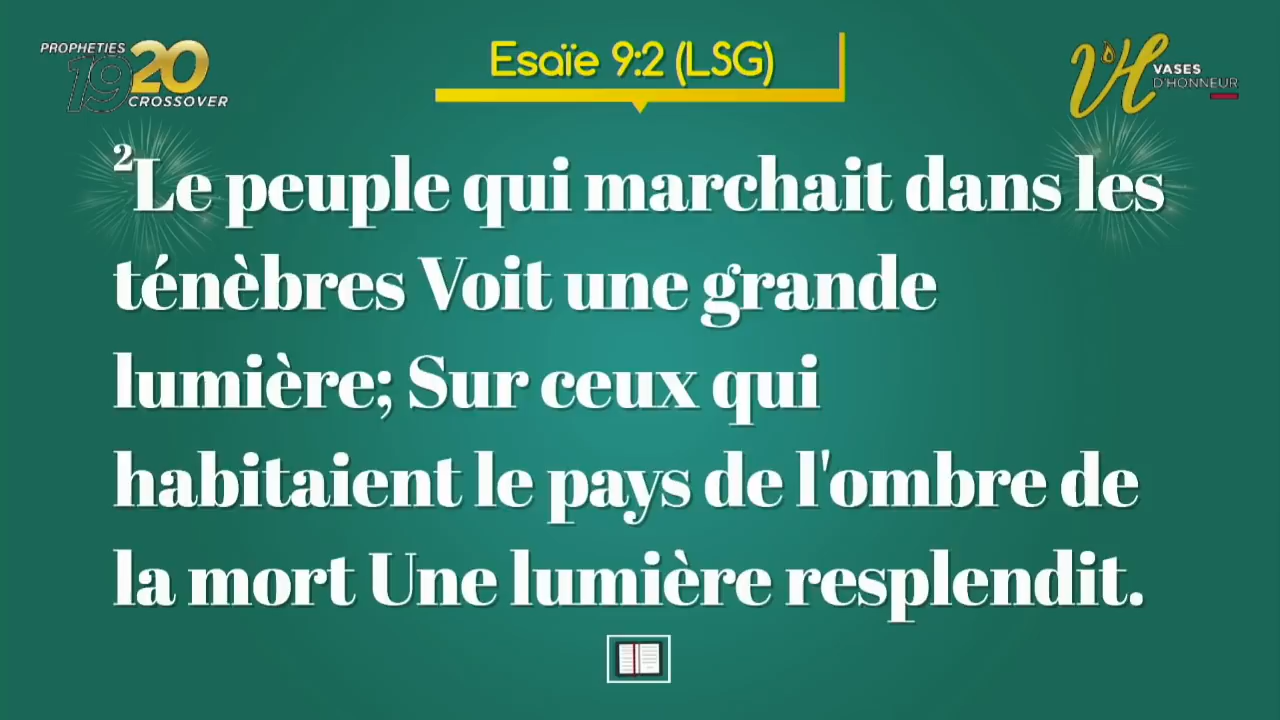 PROPHETIES
1920
CROSSOVER
Esaïe 9:2 (LSG)
VH VASES
D'HONNEUR
²Le peuple qui marchait dans les
ténèbres Voit une grande
lumière; Sur ceux qui
habitaient le pays de l'ombre de
la mort Une lumière resplendit.